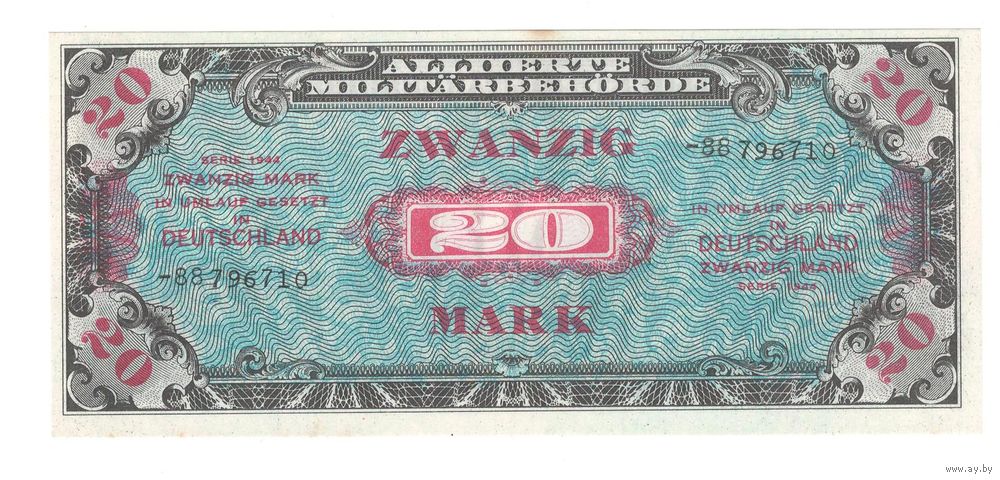 ALLIIERTE
MILITÄRBEHÖRDE
20
20
ZWANZIG
-88796710
SERIE 1944
ZWANZIG MARK
IN UMLAUF GESETZT
IN
DEUTSCHLAND
-88796710
20
IN UMLAUF GESETZT
IN
DEUTSCHLAND
ZWANZIG MARK
SERIE 1944
MARK
20
20
www.ay.by